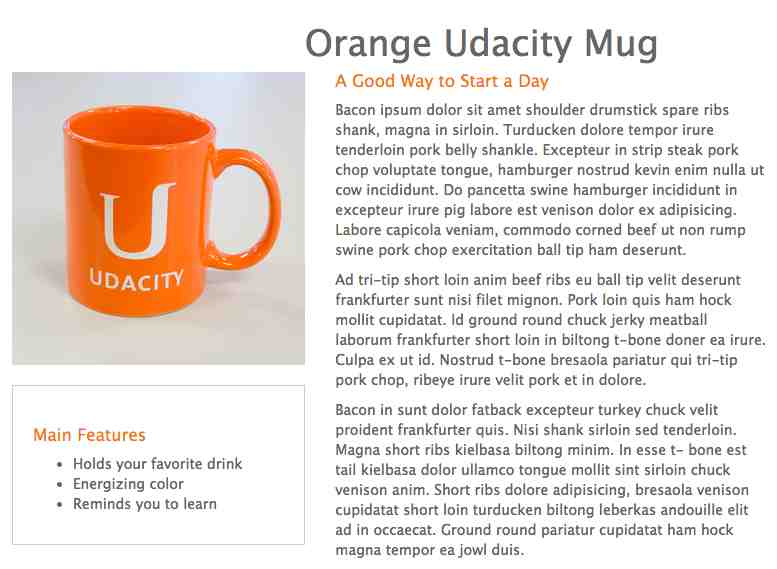 Orange Udacity Mug
U
UDACITY
A Good Way to Start a Day
Bacon ipsum dolor sit amet shoulder drumstick spare ribs
shank, magna in sirloin. Turducken dolore tempor irure
tenderloin pork belly shankle. Excepteur in strip steak pork
chop voluptate tongue, hamburger nostrud kevin enim nulla ut
cow incididunt. Do pancetta swine hamburger incididunt in
excepteur irure pig labore est venison dolor ex adipisicing.
Labore capicola veniam, commodo corned beef ut non rump
swine pork chop exercitation ball tip ham deserunt.
Ad tri-tip short loin anim beef ribs eu ball tip velit deserunt
frankfurter sunt nisi filet mignon. Pork loin quis ham hock
mollit cupidatat. Id ground round chuck jerky meatball
laborum frankfurter short loin in biltong t-bone doner ea irure.
Culpa ex ut id. Nostrud t-bone bresaola pariatur qui tri-tip
pork chop, ribeye irure velit pork et in dolore.
Bacon in sunt dolor fatback excepteur turkey chuck velit
proident frankfurter quis. Nisi shank sirloin sed tenderloin.
Magna short ribs kielbasa biltong minim. In esse t- bone est
tail kielbasa dolor ullamco tongue mollit sint sirloin chuck
venison anim. Short ribs dolore adipisicing, bresaola venison
cupidatat short loin turducken biltong leberkas andouille elit
ad in occaecat. Ground round pariatur cupidatat ham hock
magna tempor ea jowl duis.
Main Features
• Holds your favorite drink
• Energizing color
• Reminds you to learn